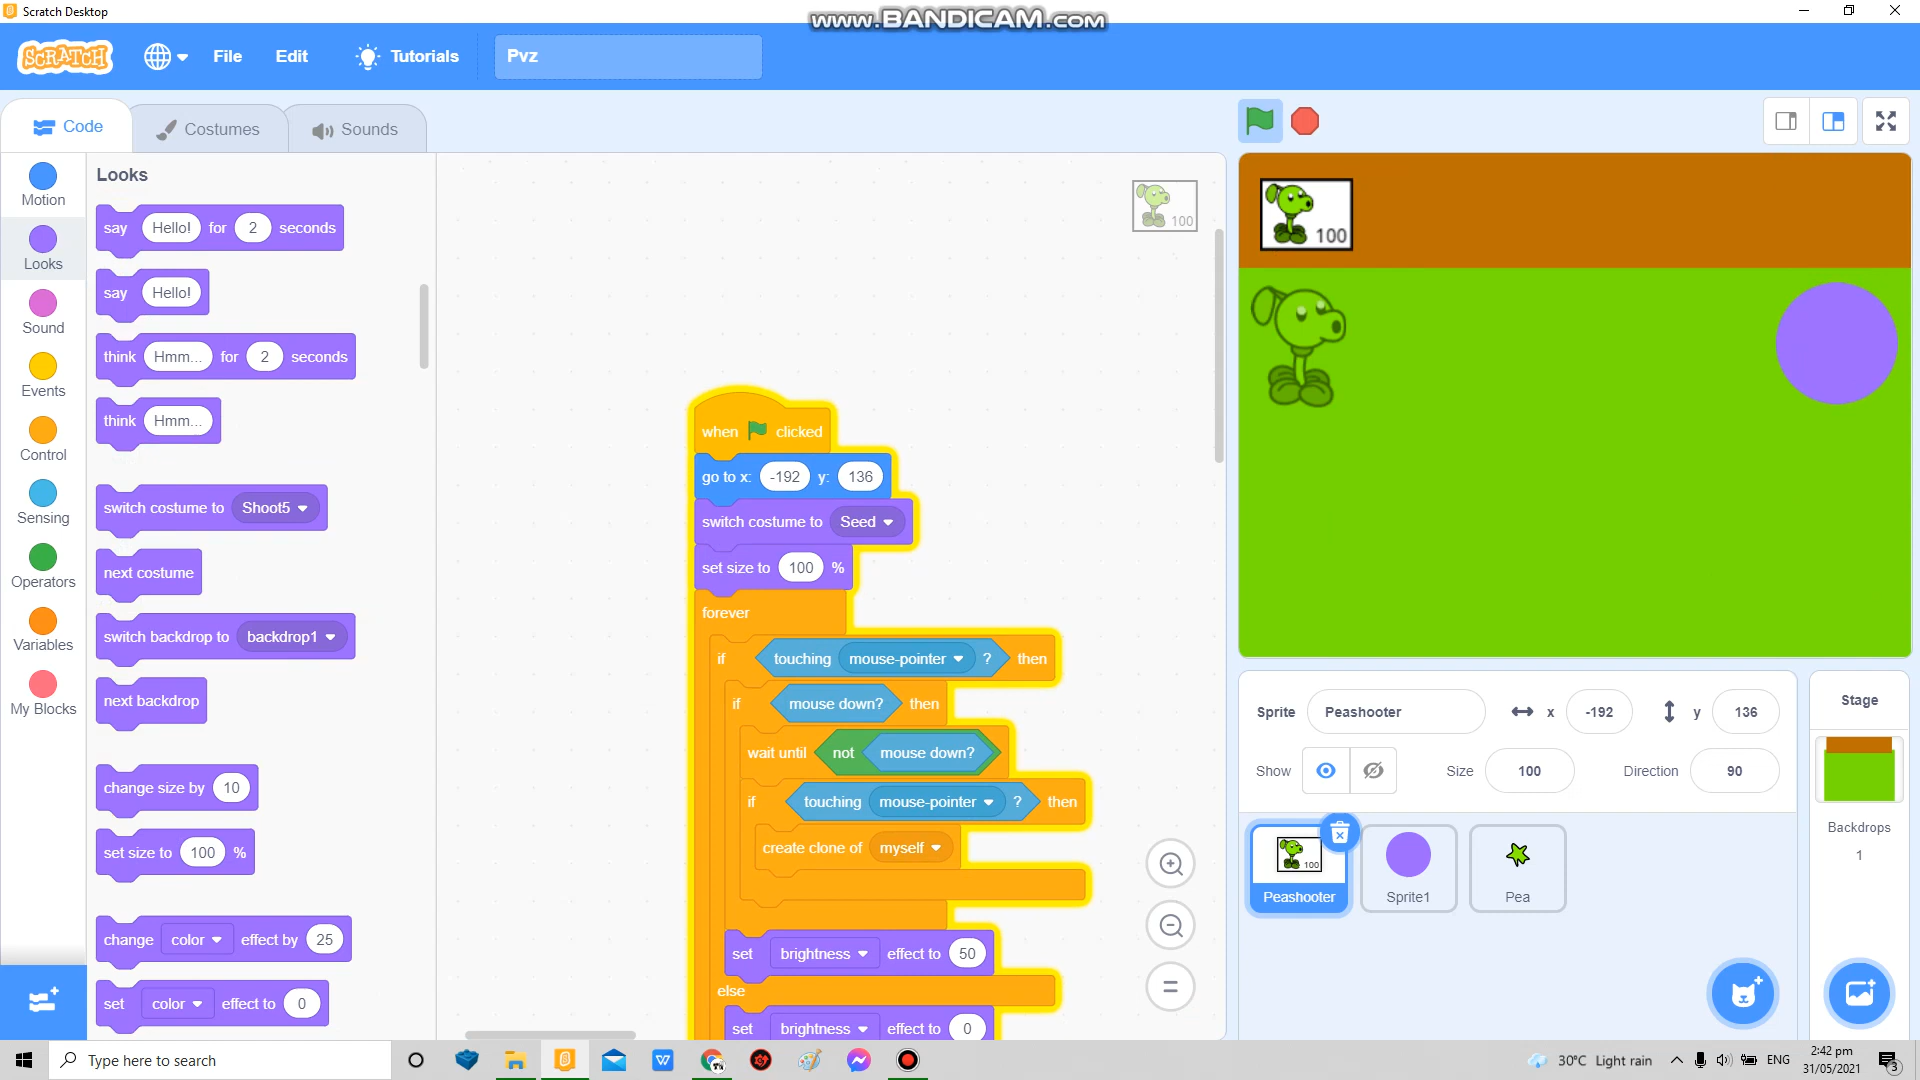 Scratch Desktop
www.BANDICAM.com
SCRATCH
File
Edit
Tutorials
Pvz
Code
Costumes
Sounds
Motion
Looks
Sound
Events
Control
Sensing
Operators
Variables
My Blocks
Looks
say Hello! for 2 seconds
say Hello!
think Hmm... for 2 seconds
think Hmm...
switch costume to Shoot5
next costume
switch backdrop to backdrop1
next backdrop
change size by 10
set size to 100 %
change color effect by 25
set color effect to 0
100
when clicked
go to x: -192 y: 136
switch costume to Seed
set size to 100 %
forever
if touching mouse-pointer ? then
if mouse down? then
wait until not mouse down?
if touching mouse-pointer ? then
create clone of myself
set brightness effect to 50
else
set brightness effect to 0
100
Sprite Peashooter x -192 y 136
Show Size 100 Direction 90
100
Peashooter
Sprite1
Pea
Stage
Backdrops
1
Type here to search
30°C Light rain
ENG
2:42 pm
31/05/2021
3